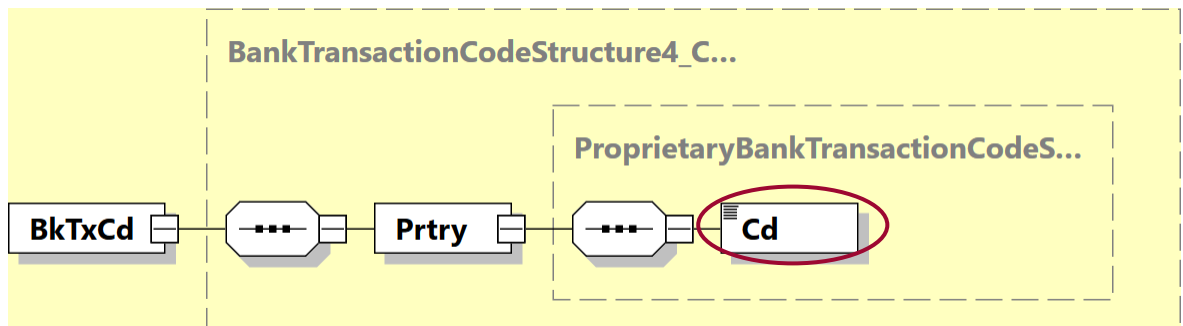 BankTransactionCodeStructure4_C...
ProprietaryBankTransactionCodeS...
BkTxCd
Prtry
Cd